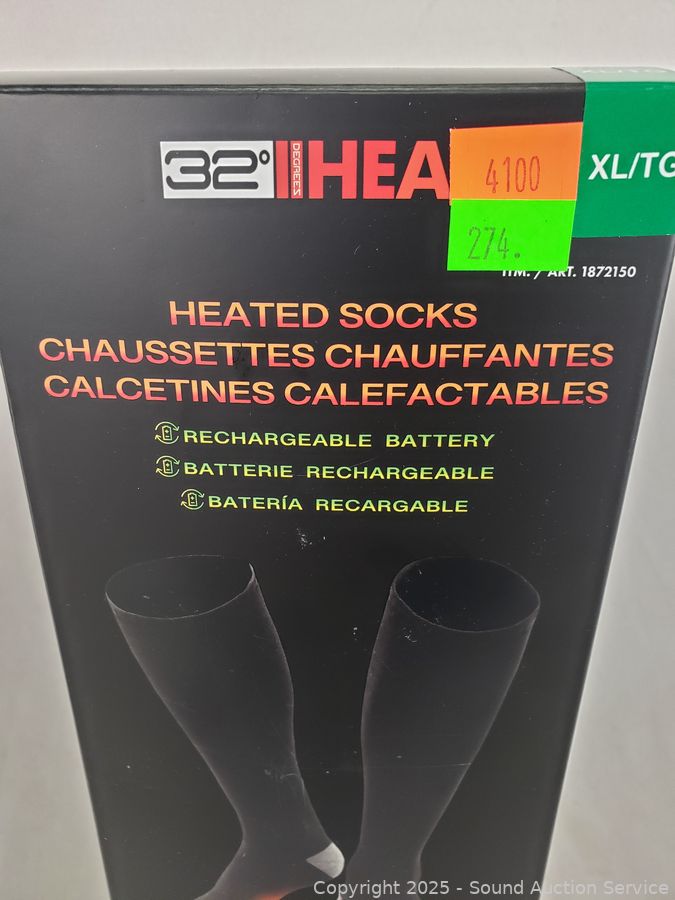 32° DEGREES HEA
4100
XL/TG
274.
ITM. / ART. 1872150
HEATED SOCKS
CHAUSSETTES CHAUFFANTES
CALCETINES CALEFACTABLES
RECHARGEABLE BATTERY
BATTERIE RECHARGEABLE
BATERÍA RECARGABLE
Copyright 2025 - Sound Auction Service